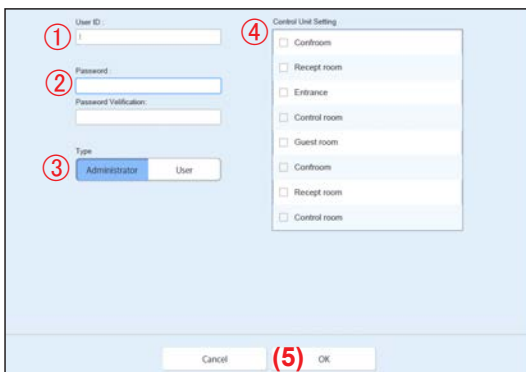 ① User ID :
② Password :
Password Velification:
Type
③ Administrator User
④ Control Unit Setting
Confroom
Recept room
Entrance
Control room
Guest room
Confroom
Recept room
Control room
Cancel (5) OK